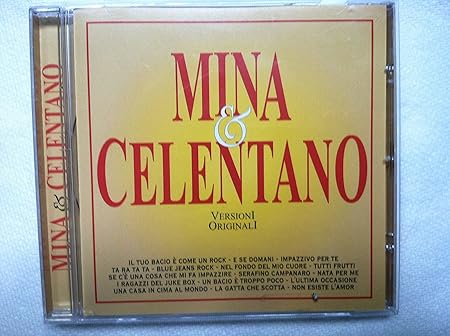 MINA & CELENTANO
MINA
&
CELENTANO
VERSIONI
ORIGINALI
IL TUO BACIO È COME UN ROCK - E SE DOMANI - IMPAZZIVO PER TE
TA RA TA TA - BLUE JEANS ROCK - NEL FONDO DEL MIO CUORE - TUTTI FRUTTI
SE C'È UNA COSA CHE MI FA IMPAZZIRE - SERAFINO CAMPANARO - NATA PER ME
I RAGAZZI DEL JUKE BOX - UN BACIO È TROPPO POCO - L'ULTIMA OCCASIONE
UNA CASA IN CIMA AL MONDO - LA GATTA CHE SCOTTA - NON ESISTE L'AMOR